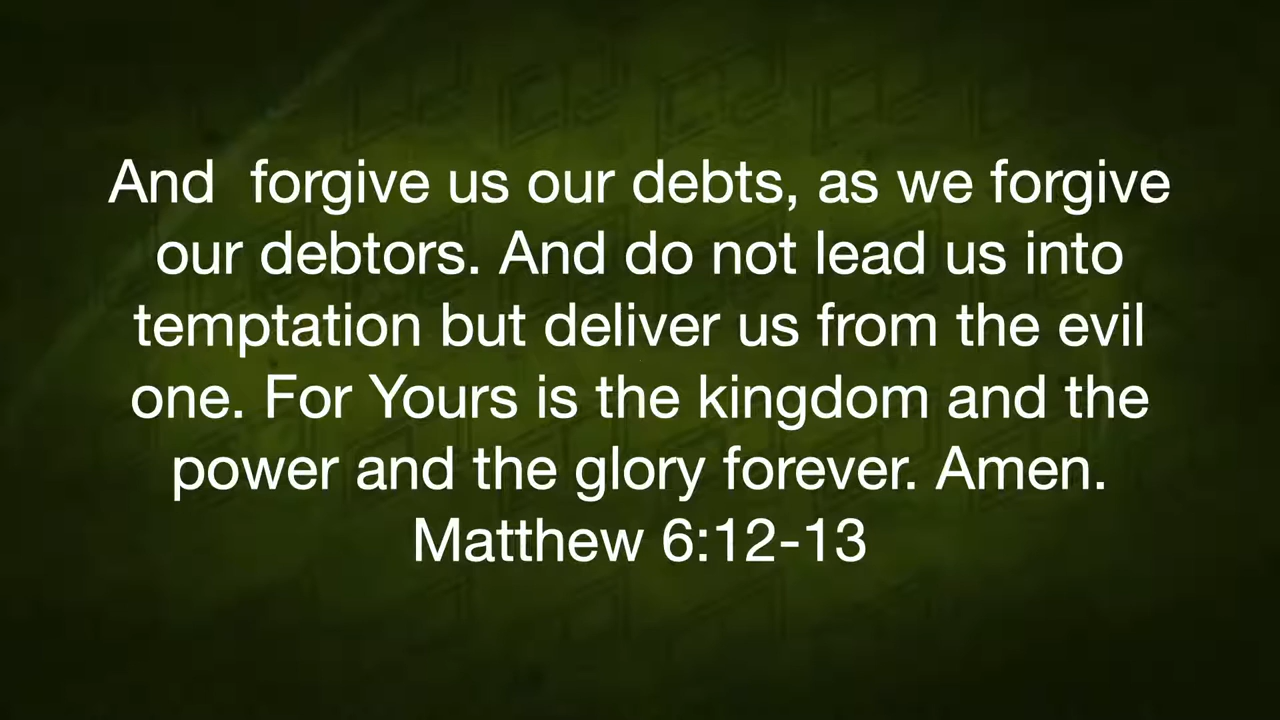 And  forgive us our debts, as we forgive
our debtors. And do not lead us into
temptation but deliver us from the evil
one. For Yours is the kingdom and the
power and the glory forever. Amen.
Matthew 6:12-13